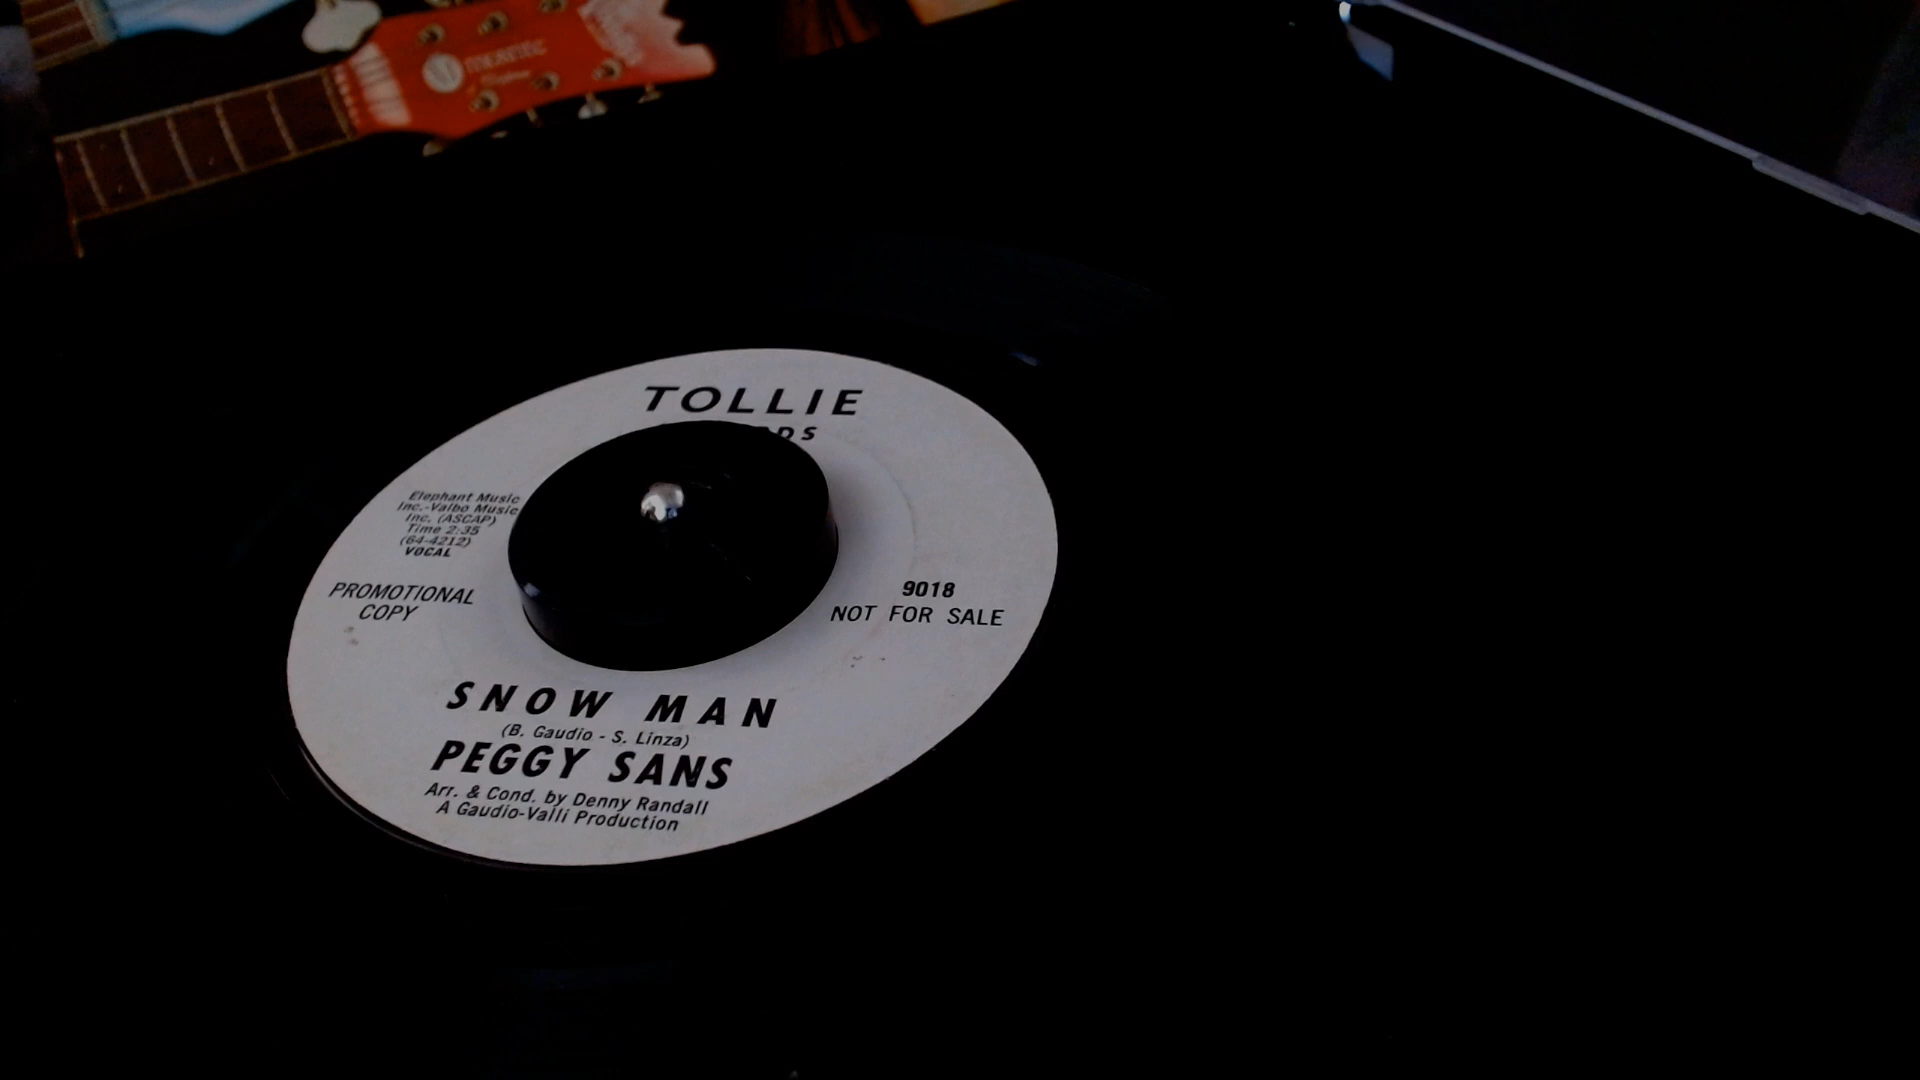 TOLLIE
Elephant Music
Inc.-Valbo Music
Inc. (ASCAP)
Time 2:35
(64-4212)
VOCAL
PROMOTIONAL
COPY
9018
NOT FOR SALE
SNOW MAN
(B. Gaudio - S. Linza)
PEGGY SANS
Arr. & Cond. by Denny Randall
A Gaudio-Valli Production